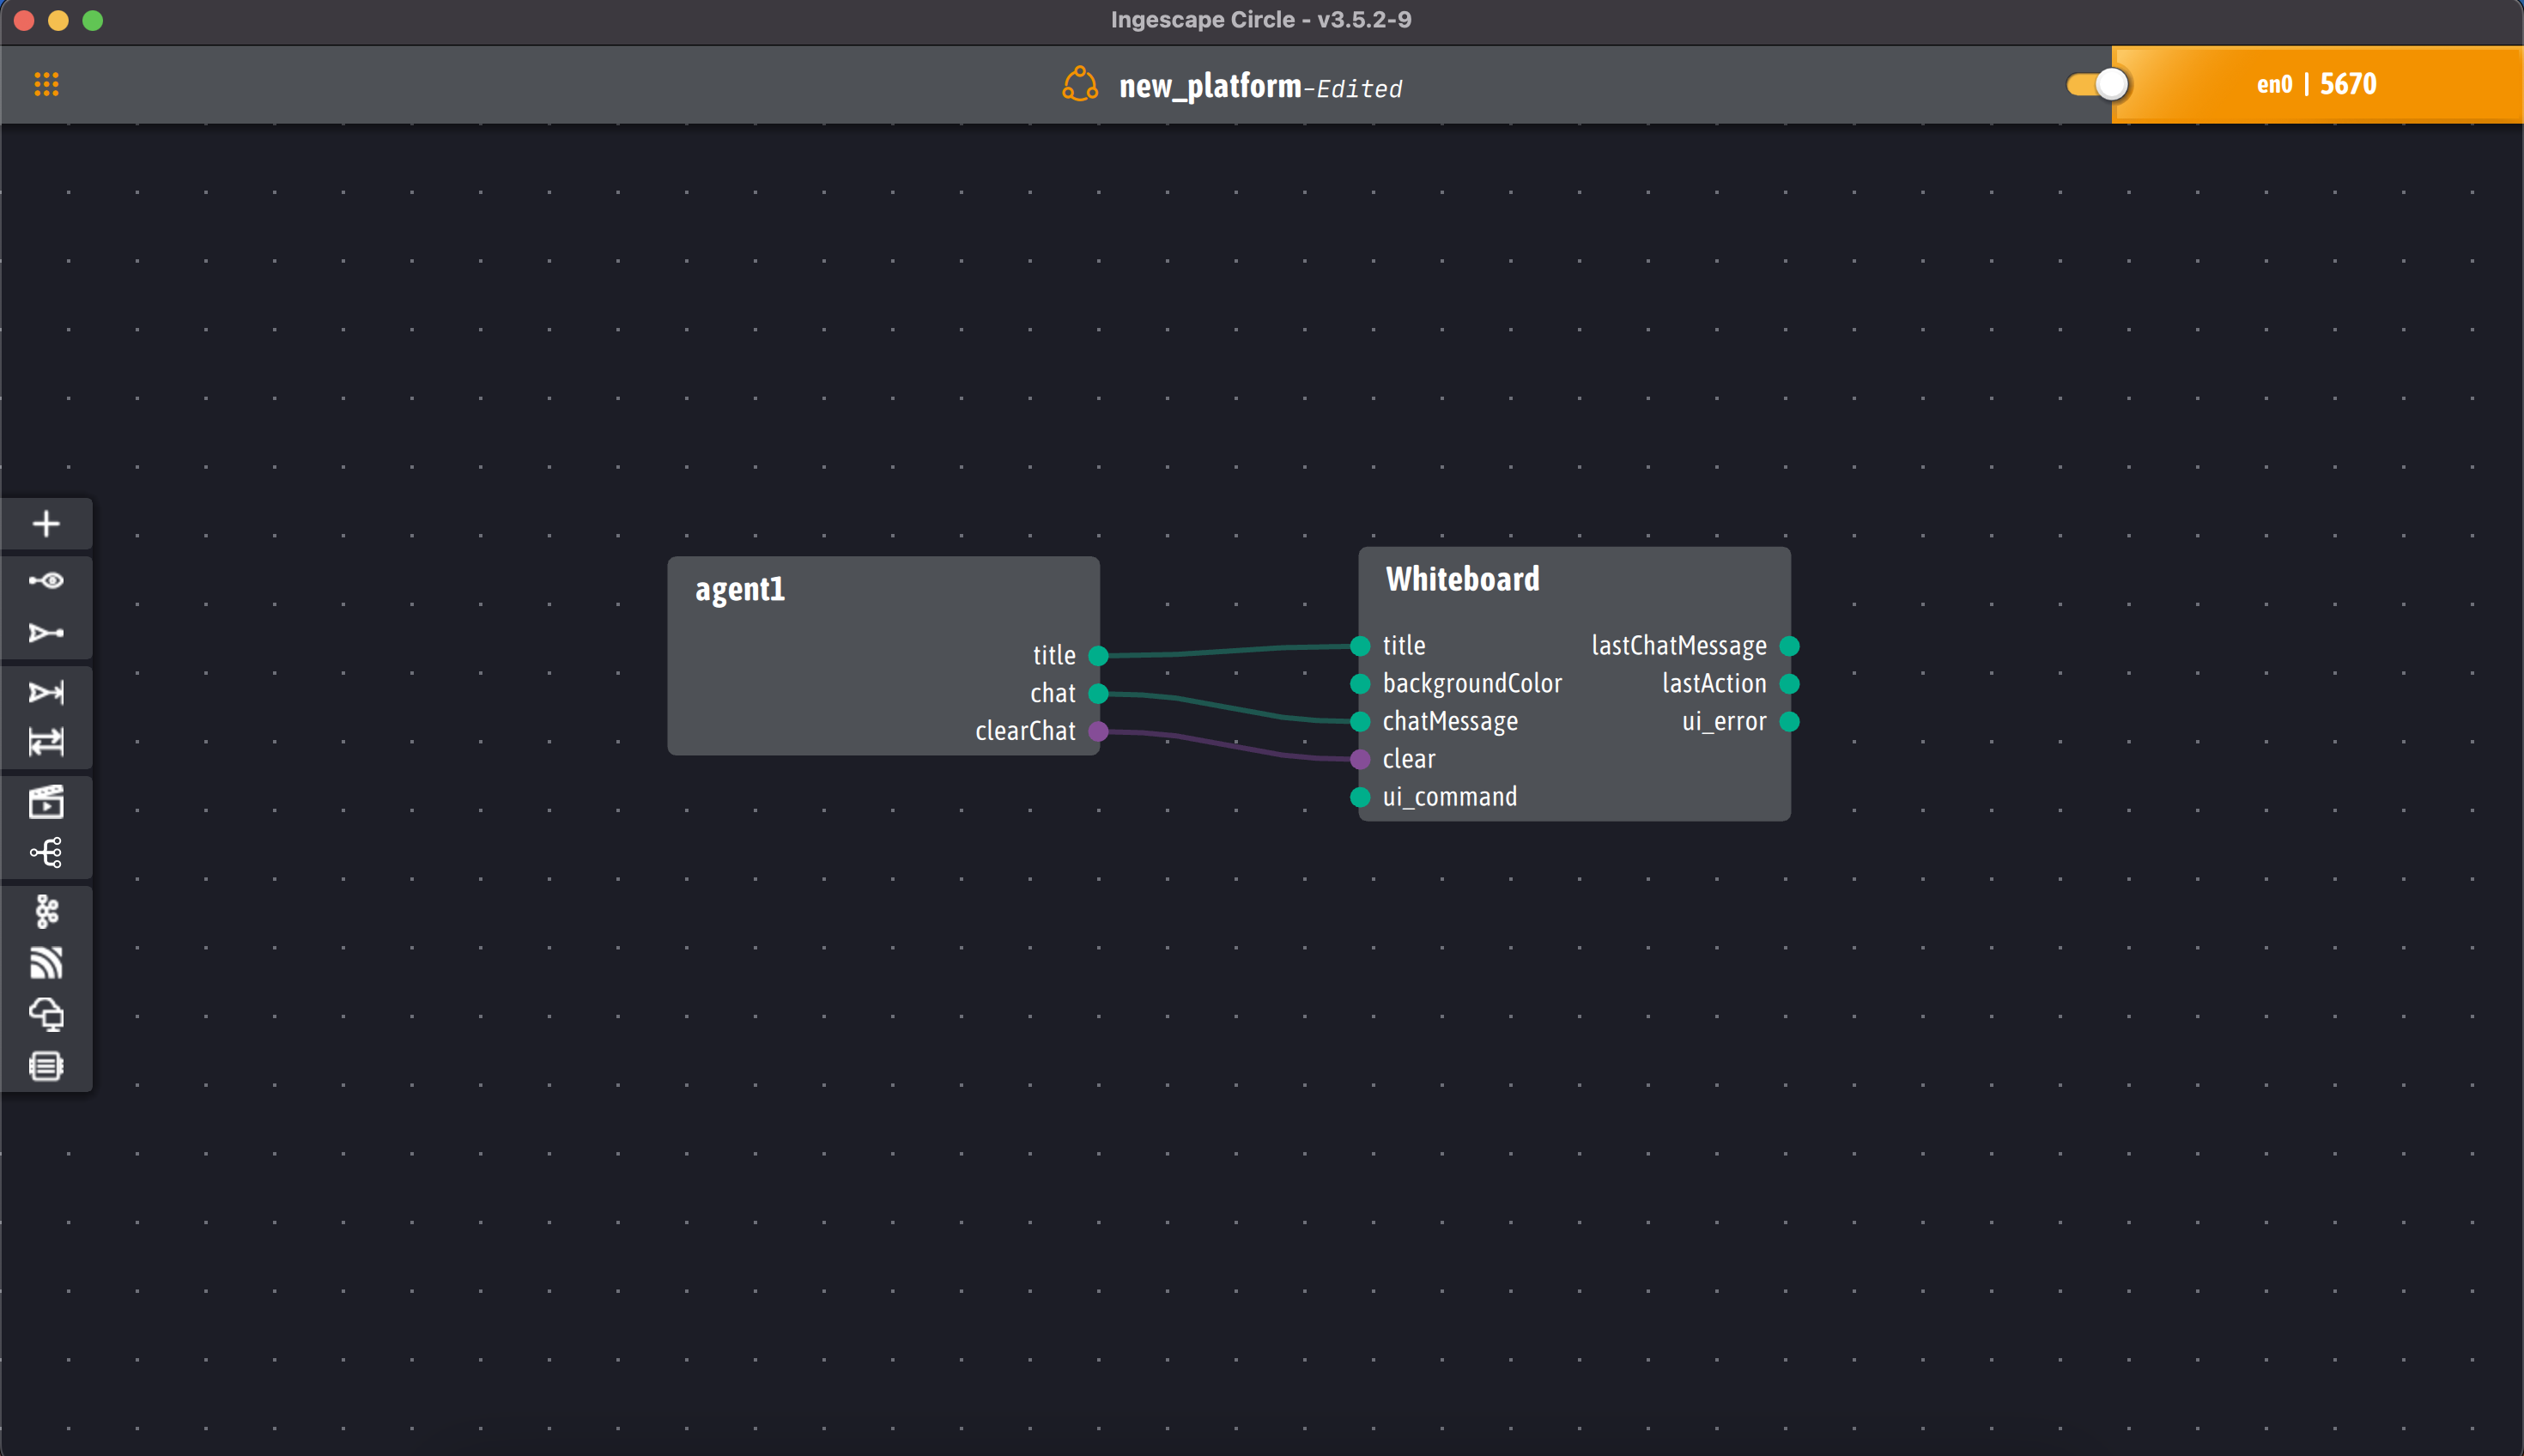 Ingescape Circle - v3.5.2-9
new_platform-Edited
en0 | 5670
agent1
title
chat
clearChat
Whiteboard
title lastChatMessage
backgroundColor lastAction
chatMessage ui_error
clear
ui_command